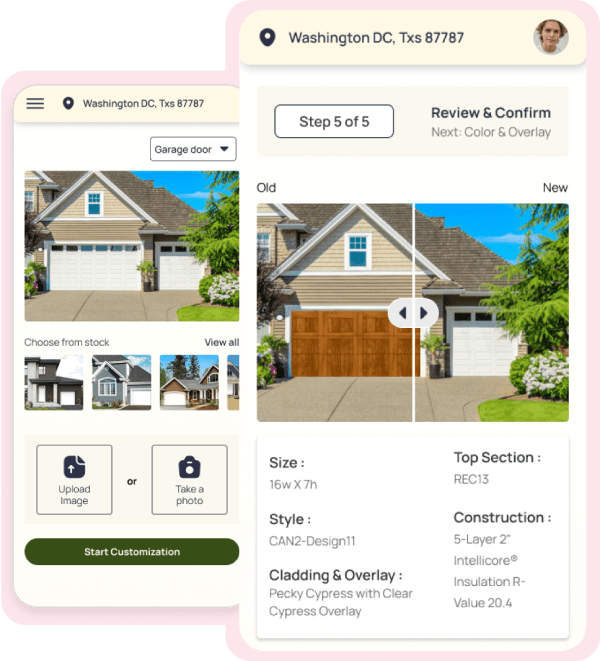 Washington DC, Txs 87787
Garage door
Choose from stock
View all
Upload
Image
or
Take a
photo
Start Customization
Washington DC, Txs 87787
Step 5 of 5
Review & Confirm
Next: Color & Overlay
Old
New
Size :
16w X 7h
Style :
CAN2-Design11
Cladding & Overlay :
Pecky Cypress with Clear
Cypress Overlay
Top Section :
REC13
Construction :
5-Layer 2"
Intellicore®
Insulation R-
Value 20.4